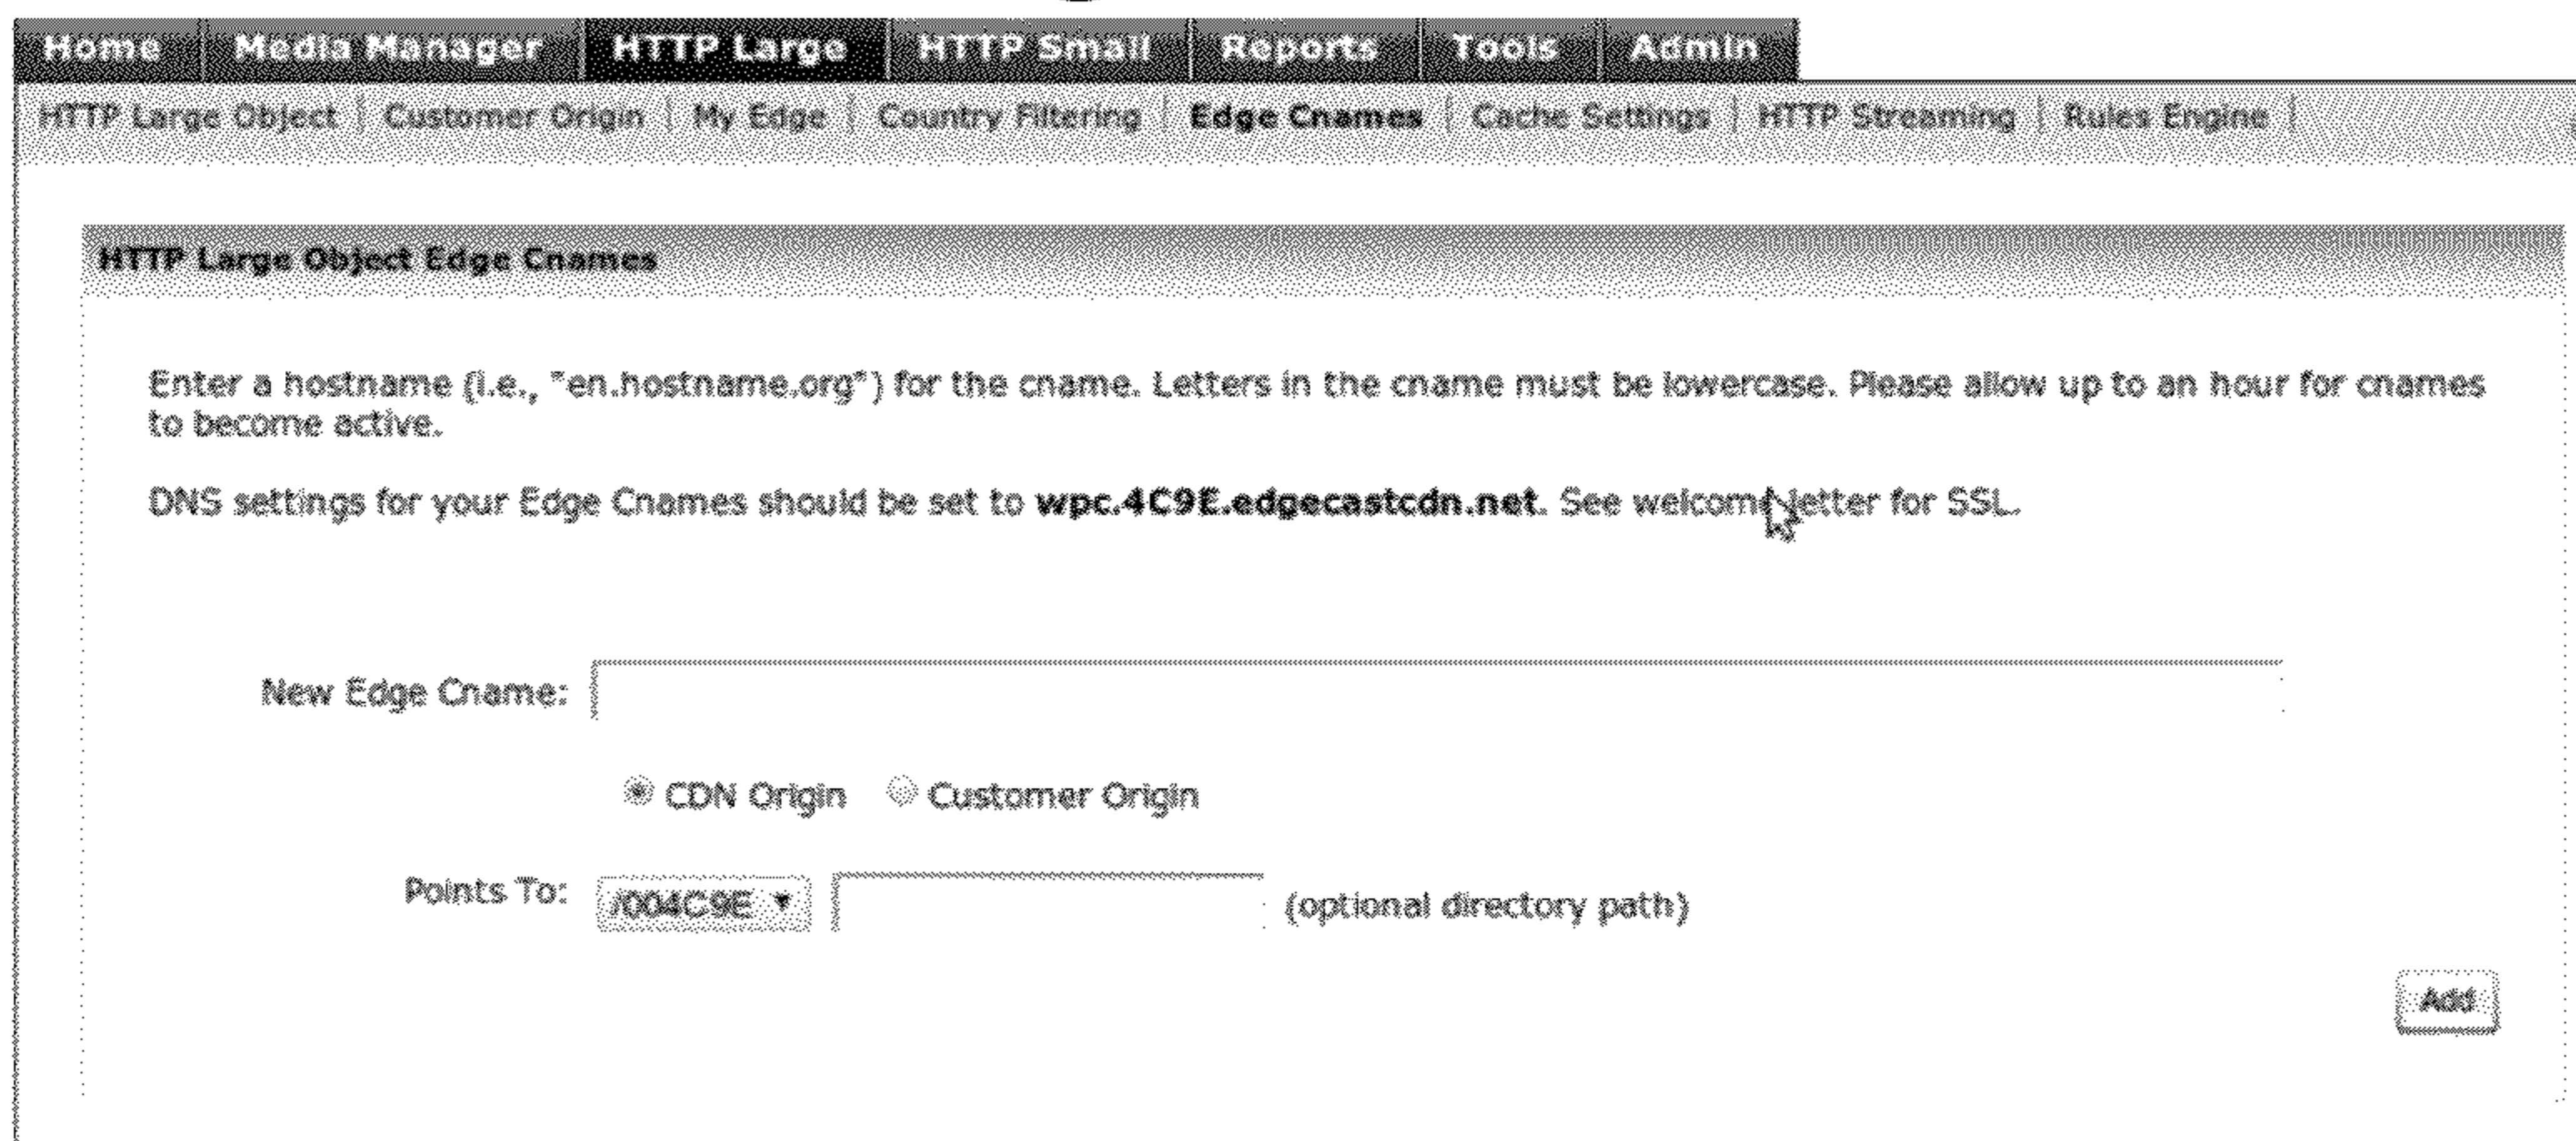 Home Media Manager HTTP Large HTTP Small Reports Tools Admin
HTTP Large Object | Customer Origin | My Edge | Country Filtering | Edge Cnames | Cache Settings | HTTP Streaming | Rules Engine |
HTTP Large Object Edge Cnames
Enter a hostname (i.e., "en.hostname.org") for the cname. Letters in the cname must be lowercase. Please allow up to an hour for cnames
to become active.
DNS settings for your Edge Cnames should be set to wpc.4C9E.edgecastcdn.net. See welcome letter for SSL.
New Edge Cname:
CDN Origin Customer Origin
Points To: /004C9E (optional directory path)
Add